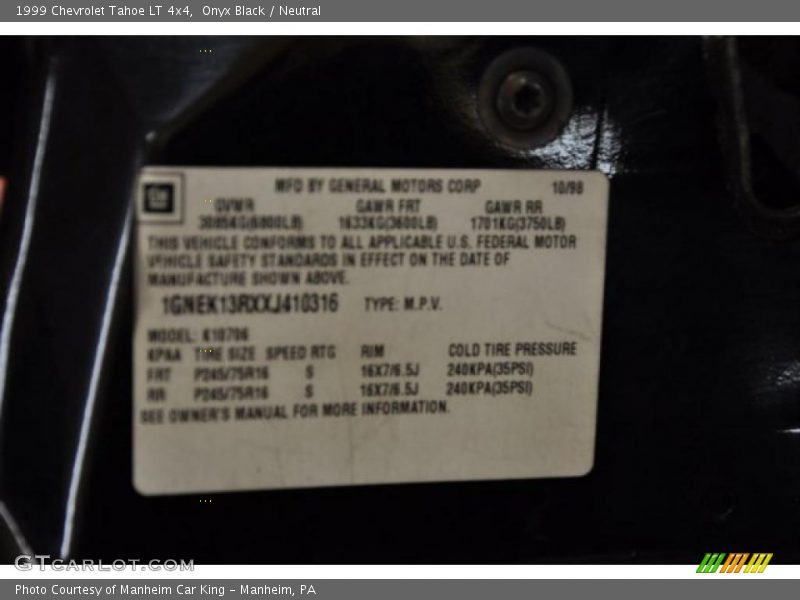 1999 Chevrolet Tahoe LT 4x4,  Onyx Black / Neutral
MFD BY GENERAL MOTORS CORP 10/98
GM
GVWR GAWR FRT GAWR RR
3085KG(6800LB) 1633KG(3600LB) 1701KG(3750LB)
THIS VEHICLE CONFORMS TO ALL APPLICABLE U.S. FEDERAL MOTOR
VEHICLE SAFETY STANDARDS IN EFFECT ON THE DATE OF
MANUFACTURE SHOWN ABOVE.
1GNEK13RXXJ410316 TYPE: M.P.V.
MODEL: K10706
TIRE SIZE SPEED RTG RIM COLD TIRE PRESSURE
FRT P245/75R16 S 16X7/6.5J 240KPA(35PSI)
RR P245/75R16 S 16X7/6.5J 240KPA(35PSI)
SEE OWNER'S MANUAL FOR MORE INFORMATION.
GTCARLOT.COM
Photo Courtesy of Manheim Car King - Manheim, PA